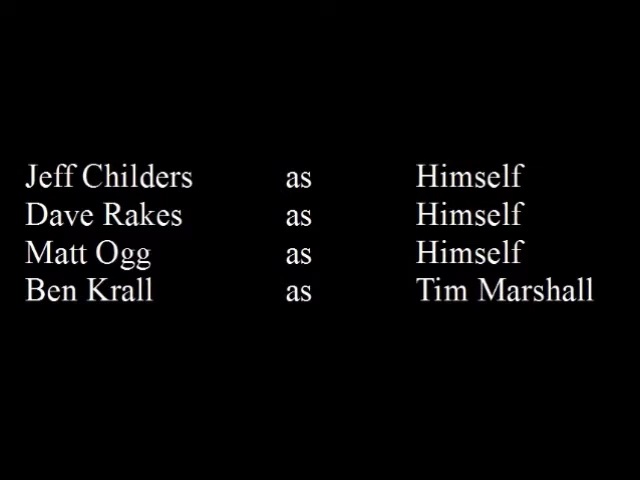 Jeff Childers as Himself
Dave Rakes as Himself
Matt Ogg as Himself
Ben Krall as Tim Marshall